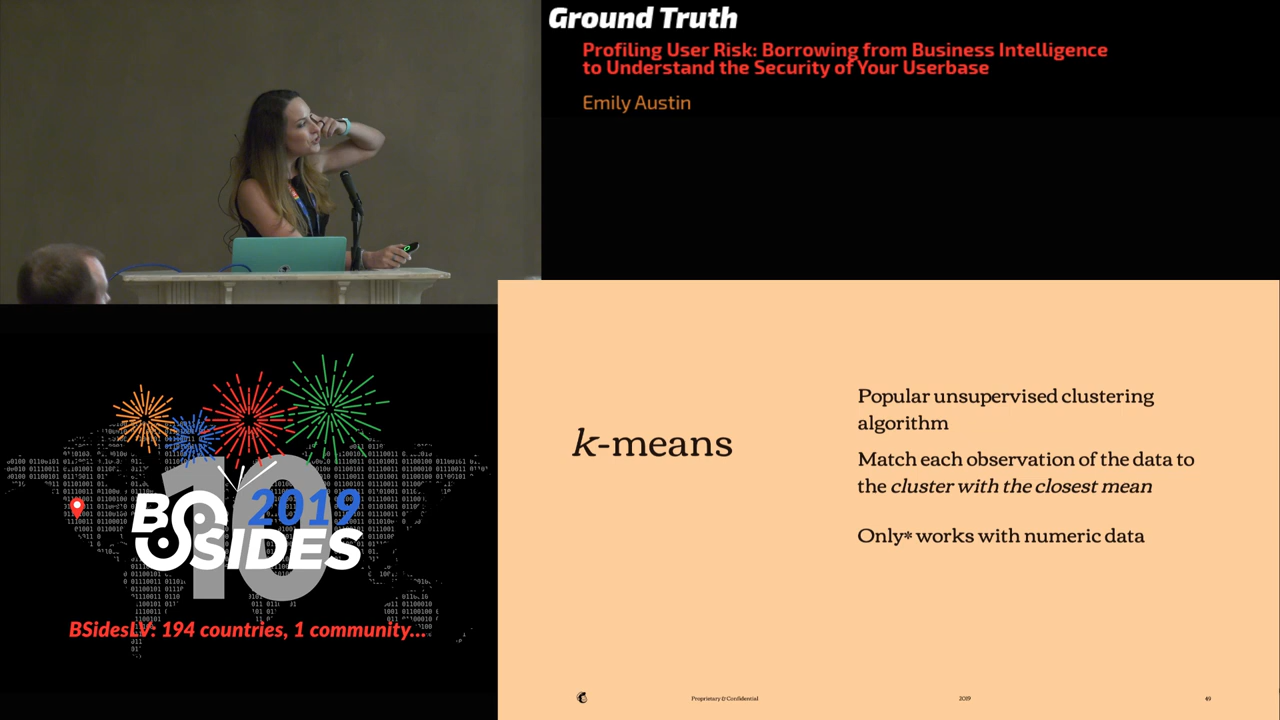 Ground Truth
Profiling User Risk: Borrowing from Business Intelligence
to Understand the Security of Your Userbase
Emily Austin
k-means
Popular unsupervised clustering
algorithm
Match each observation of the data to
the cluster with the closest mean
Only* works with numeric data
10
2019
BSIDES
BSidesLV: 194 countries, 1 community...
Proprietary & Confidential
2019
49